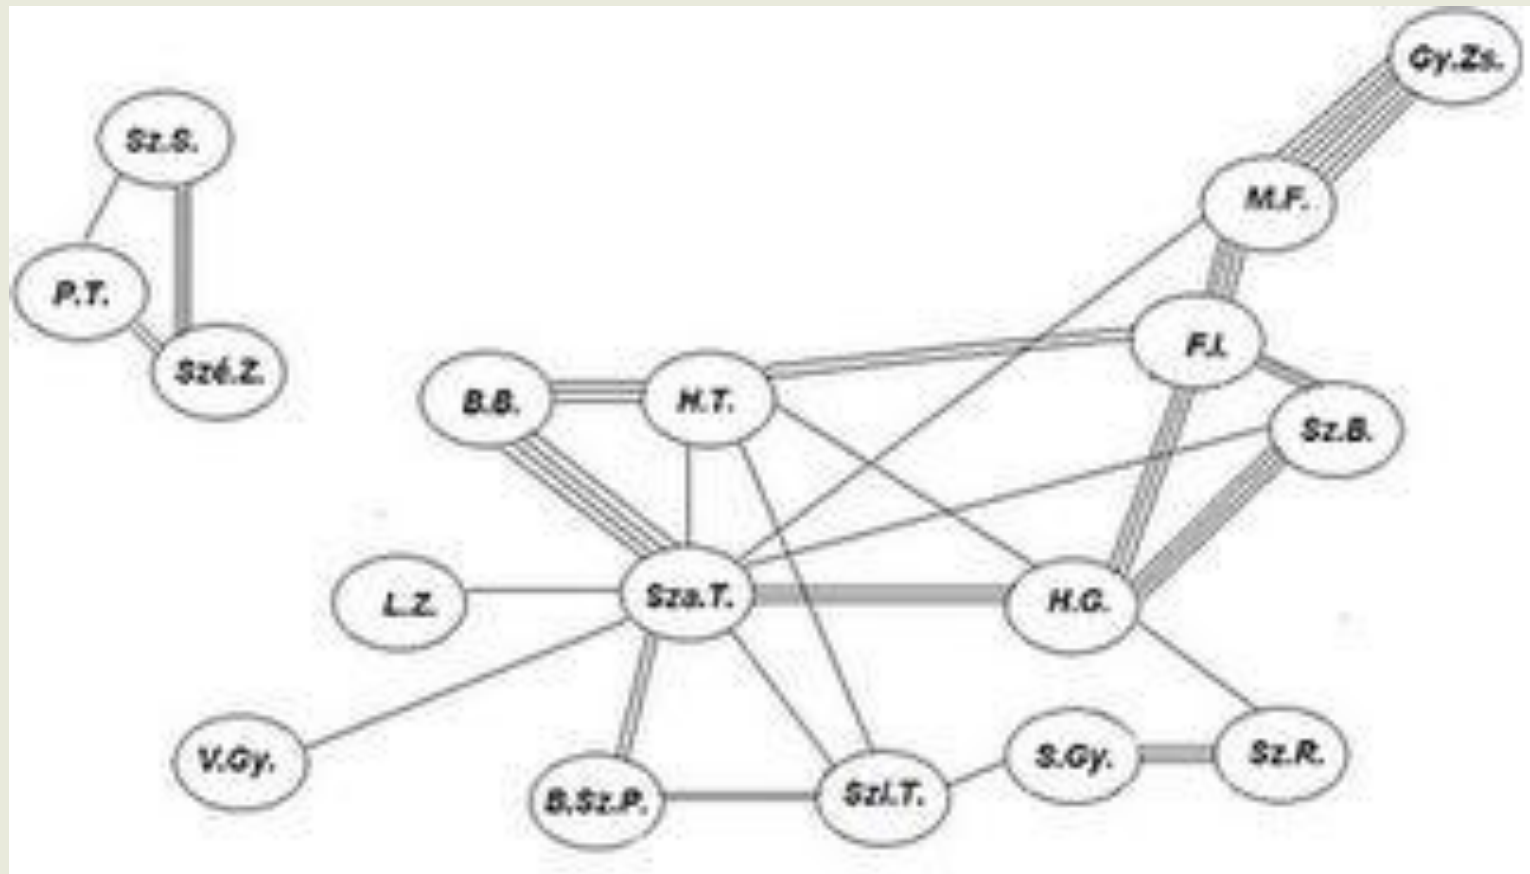 Gy.Zs.
Sz.S.
M.F.
P.T.
F.I.
Szé.Z.
B.B.
H.T.
Sz.B.
L.Z.
Sza.T.
H.G.
V.Gy.
B.Sz.P.
Szl.T.
S.Gy.
Sz.R.